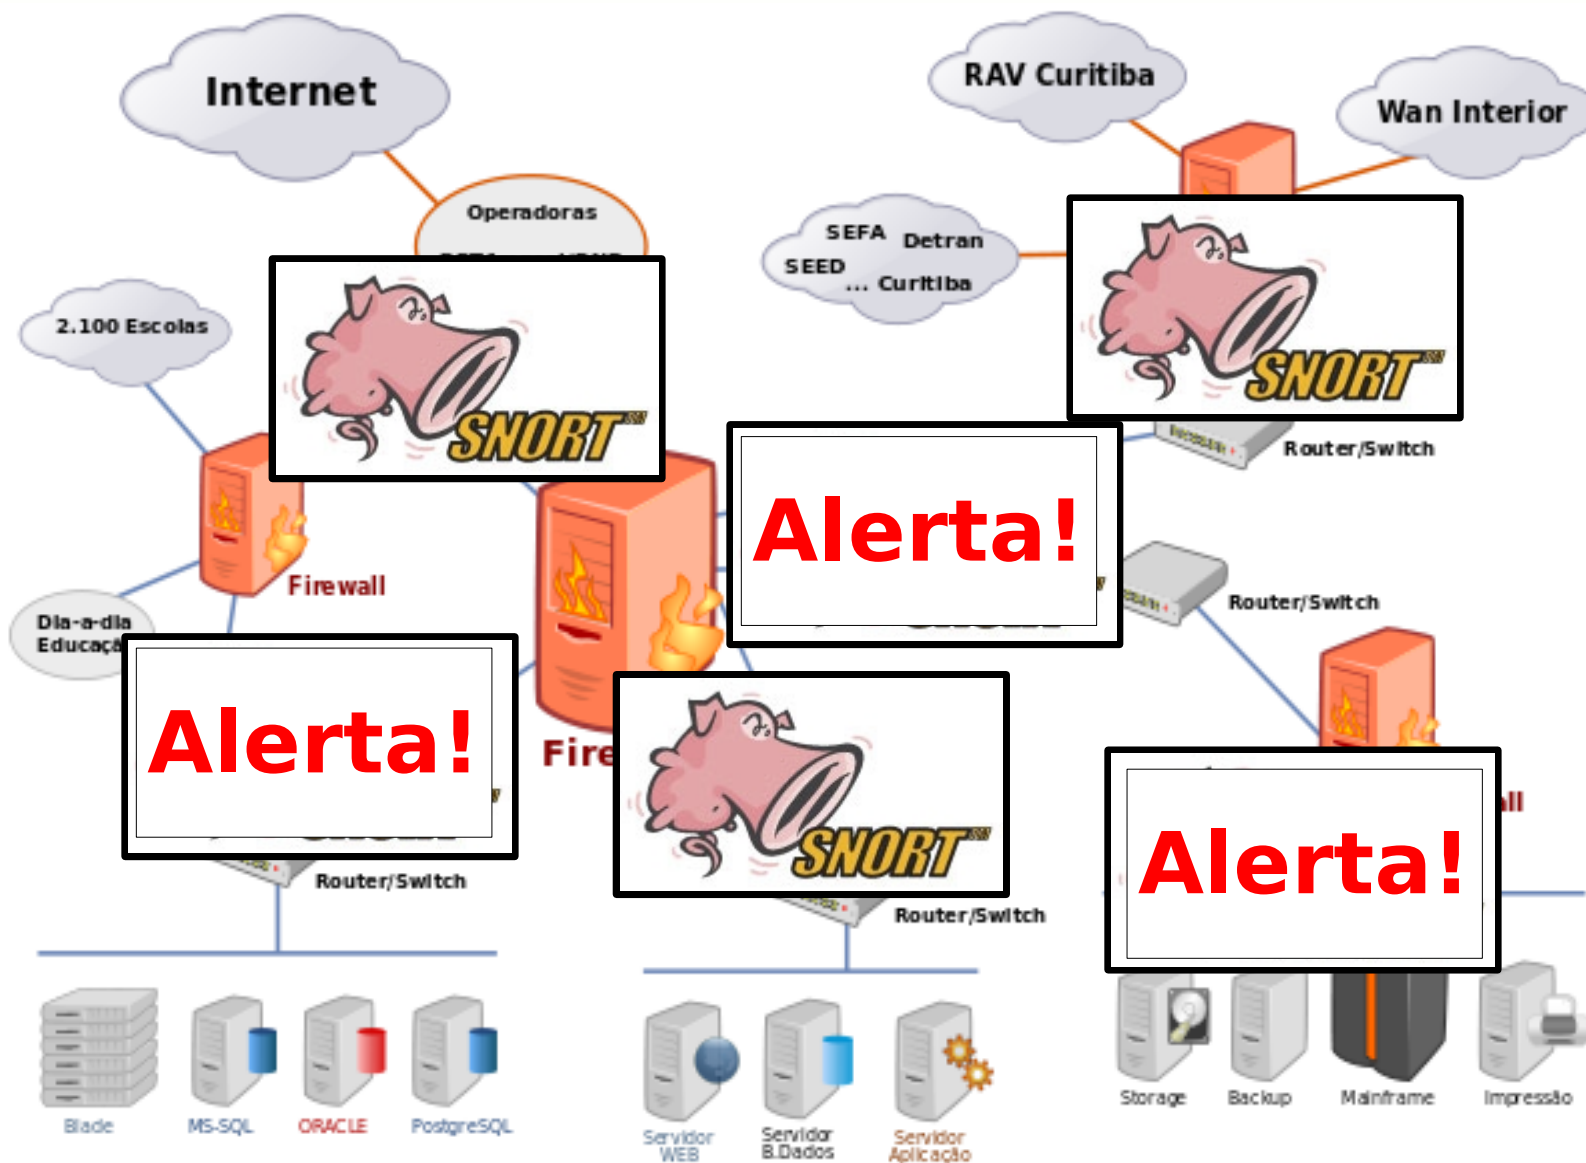 Internet
RAV Curitiba
Wan Interior
Operadoras
SEFA Detran
SEED
... Curitiba
2.100 Escolas
SNORT
SNORT
Router/Switch
Alerta!
Firewall
Router/Switch
Dia-a-dia
Alerta!
SNORT
Alerta!
Router/Switch
Router/Switch
Blade
MS-SQL
ORACLE
PostgreSQL
Servidor
WEB
Servidor
B.Dados
Servidor
Aplicação
Storage
Backup
Mainframe
Impressão